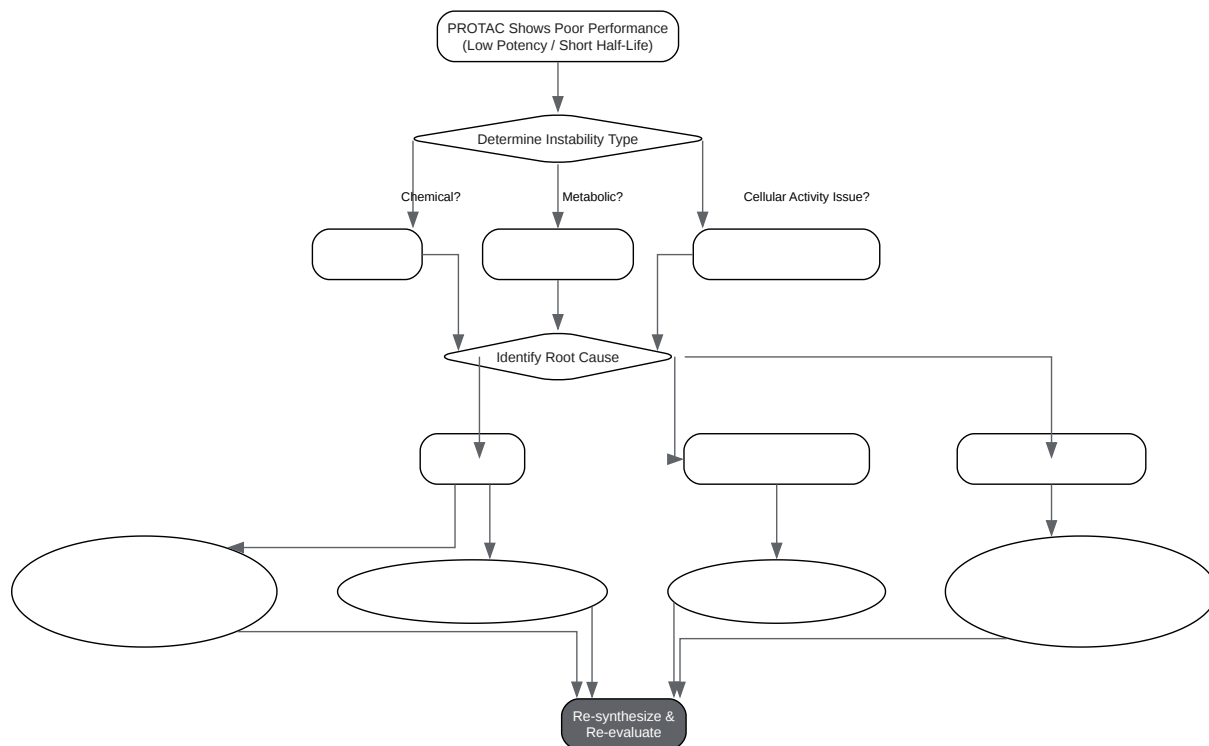 PROTAC Shows Poor Performance
(Low Potency / Short Half-Life)
Determine Instability Type
Chemical?
Metabolic?
Cellular Activity Issue?
Identify Root Cause
Re-synthesize &
Re-evaluate